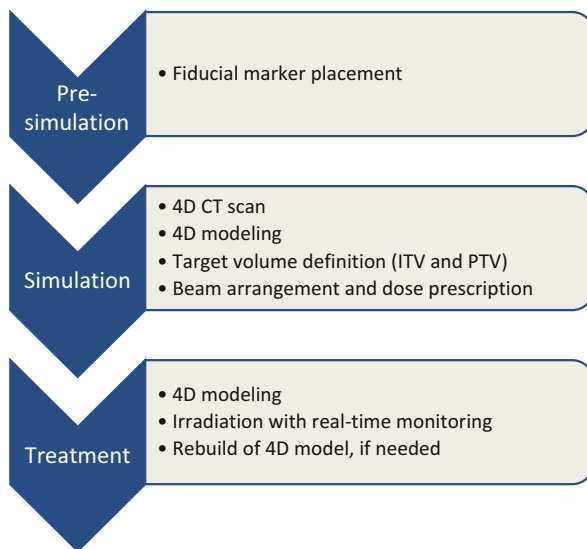 Pre-
simulation
• Fiducial marker placement
Simulation
• 4D CT scan
• 4D modeling
• Target volume definition (ITV and PTV)
• Beam arrangement and dose prescription
Treatment
• 4D modeling
• Irradiation with real-time monitoring
• Rebuild of 4D model, if needed